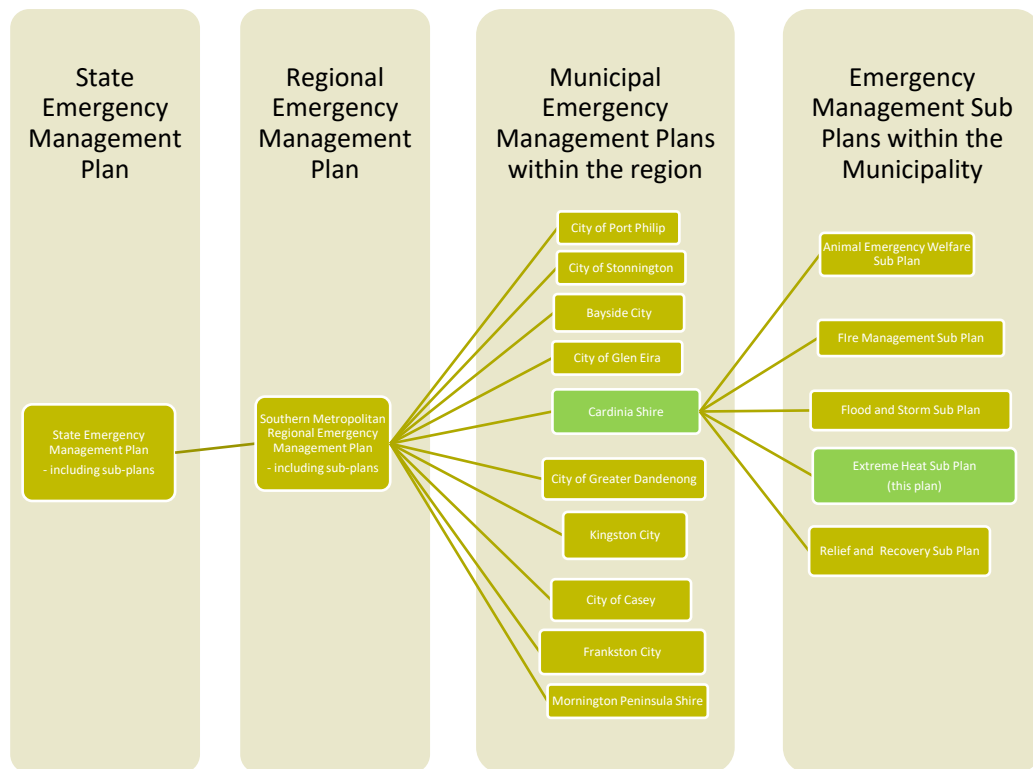 State
Emergency
Management
Plan
Regional
Emergency
Management
Plan
Municipal
Emergency
Management Plans
within the region
Emergency
Management Sub
Plans within the
Municipality
State Emergency
Management Plan
- including sub-plans
Southern Metropolitan
Regional Emergency
Management Plan
- including sub-plans
City of Port Philip
City of Stonnington
Bayside City
City of Glen Eira
Cardinia Shire
City of Greater Dandenong
Kingston City
City of Casey
Frankston City
Mornington Peninsula Shire
Animal Emergency Welfare
Sub Plan
FIre Management Sub Plan
Flood and Storm Sub Plan
Extreme Heat Sub Plan
(this plan)
Relief and Recovery Sub Plan